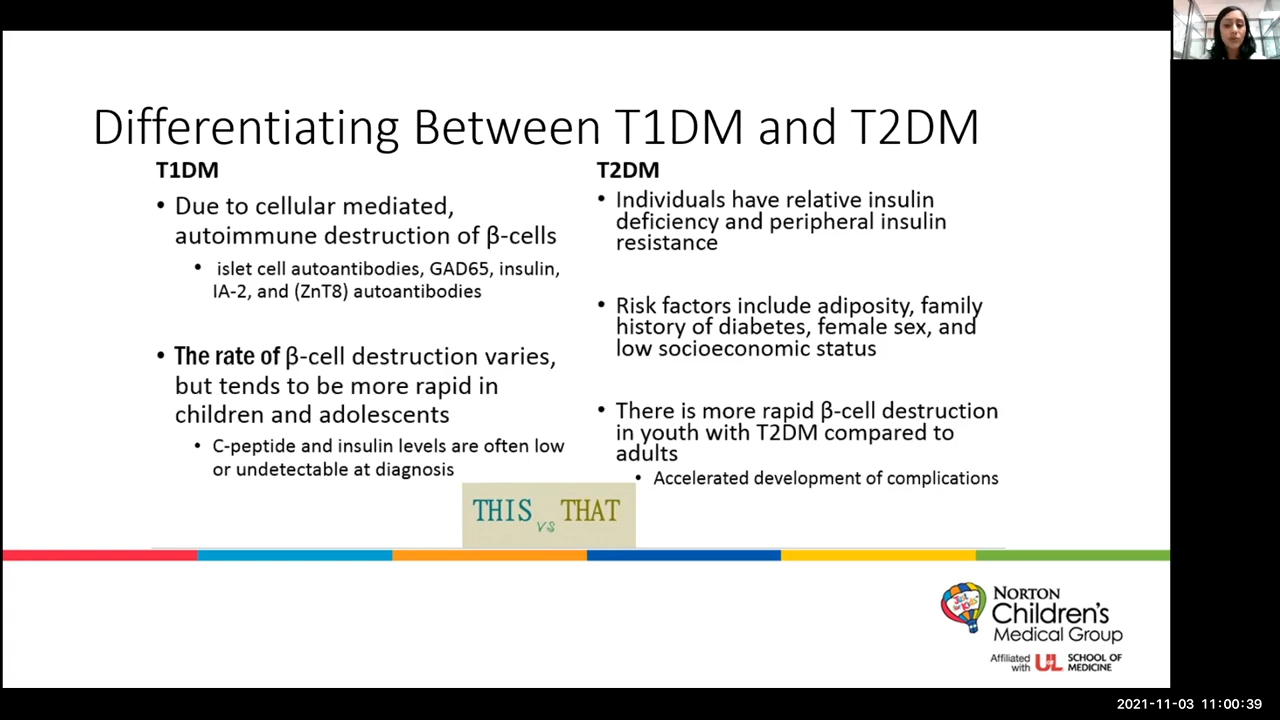 Differentiating Between T1DM and T2DM
T1DM
• Due to cellular mediated,
autoimmune destruction of β-cells
• islet cell autoantibodies, GAD65, insulin,
IA-2, and (ZnT8) autoantibodies
• The rate of β-cell destruction varies,
but tends to be more rapid in
children and adolescents
• C-peptide and insulin levels are often low
or undetectable at diagnosis
T2DM
• Individuals have relative insulin
deficiency and peripheral insulin
resistance
• Risk factors include adiposity, family
history of diabetes, female sex, and
low socioeconomic status
• There is more rapid β-cell destruction
in youth with T2DM compared to
adults
• Accelerated development of complications
THIS vs THAT
Just for Kids
NORTON
Children's
Medical Group
Affiliated with UL SCHOOL OF MEDICINE
2021-11-03 11:00:39